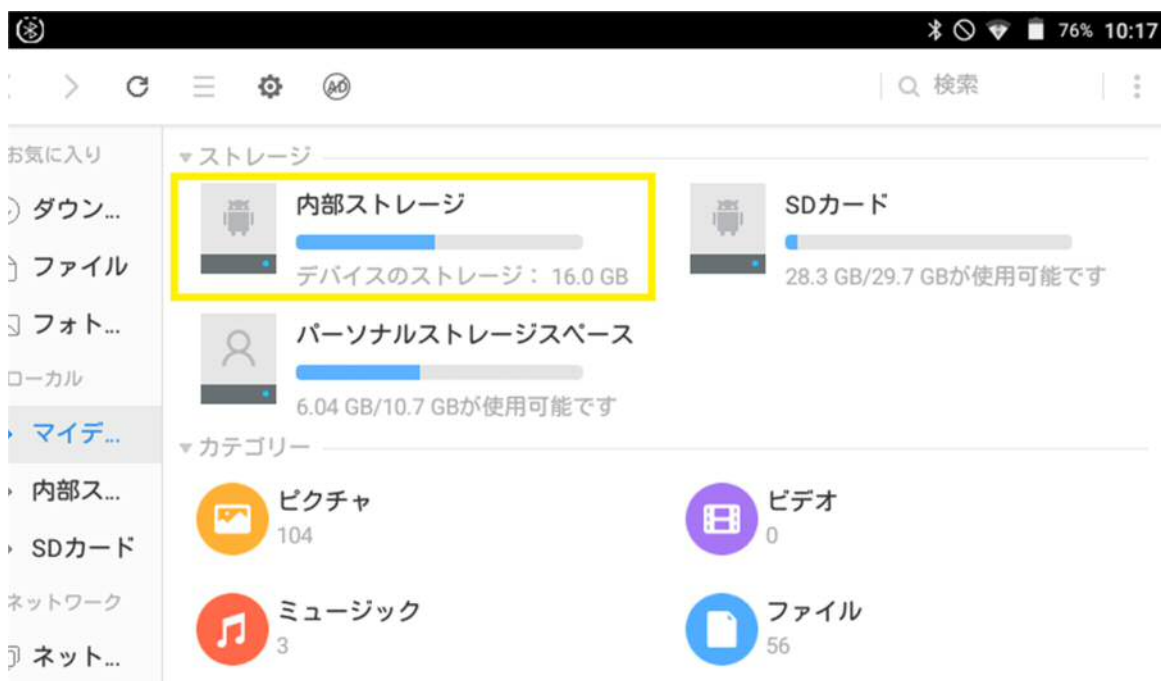 76% 10:17
AD
検索
お気に入り
ダウン...
ファイル
フォト...
ローカル
マイデ...
内部ス...
SDカード
ネットワーク
ネット...
ストレージ
内部ストレージ
デバイスのストレージ： 16.0 GB
SDカード
28.3 GB/29.7 GBが使用可能です
パーソナルストレージスペース
6.04 GB/10.7 GBが使用可能です
カテゴリー
ピクチャ
104
ビデオ
0
ミュージック
3
ファイル
56